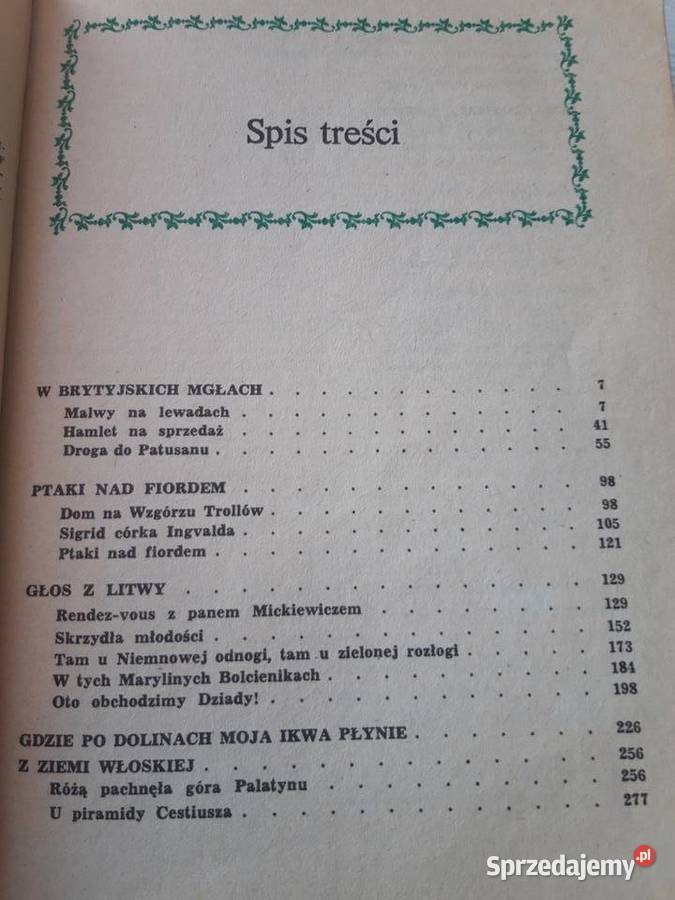 Spis treści
W BRYTYJSKICH MGŁACH . . . . . . . . . . . . . 7
Malwy na lewadach . . . . . . . . . . . . . . 7
Hamlet na sprzedaż . . . . . . . . . . . . . . 41
Droga do Patusanu . . . . . . . . . . . . . . . 55
PTAKI NAD FIORDEM . . . . . . . . . . . . . . 98
Dom na Wzgórzu Trollów . . . . . . . . . . . . 98
Sigrid córka Ingvalda . . . . . . . . . . . . . . 105
Ptaki nad fiordem . . . . . . . . . . . . . . . 121
GŁOS Z LITWY . . . . . . . . . . . . . . . . 129
Rendez-vous z panem Mickiewiczem . . . . . . . . 129
Skrzydła młodości . . . . . . . . . . . . . . . 152
Tam u Niemnowej odnogi, tam u zielonej rozłogi . . . . . 173
W tych Marylinych Bolcienikach . . . . . . . . . . 184
Oto obchodzimy Dziady! . . . . . . . . . . . . . 198
GDZIE PO DOLINACH MOJA IKWA PŁYNIE . . . . . . . 226
Z ZIEMI WŁOSKIEJ . . . . . . . . . . . . . . . 256
Różą pachnęła góra Palatynu . . . . . . . . . . . 256
U piramidy Cestiusza . . . . . . . . . . . . . . 277
Sprzedajemy.pl